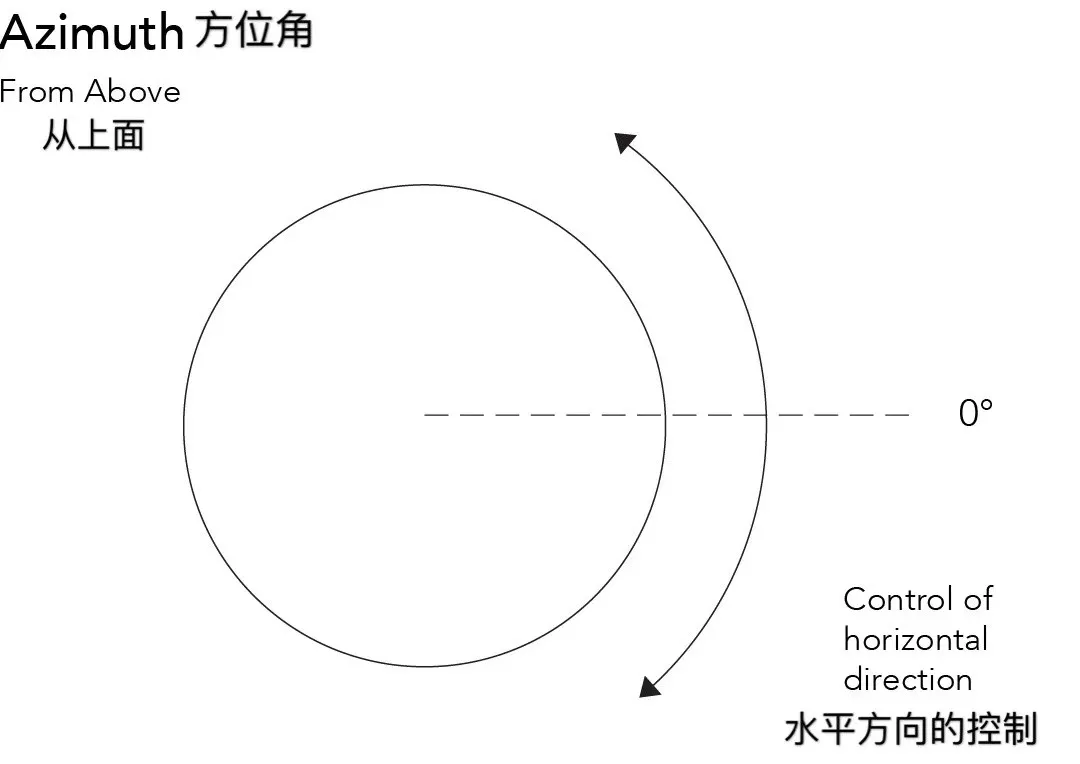 Azimuth 方位角
From Above
从上面
0°
Control of
horizontal
direction
水平方向的控制